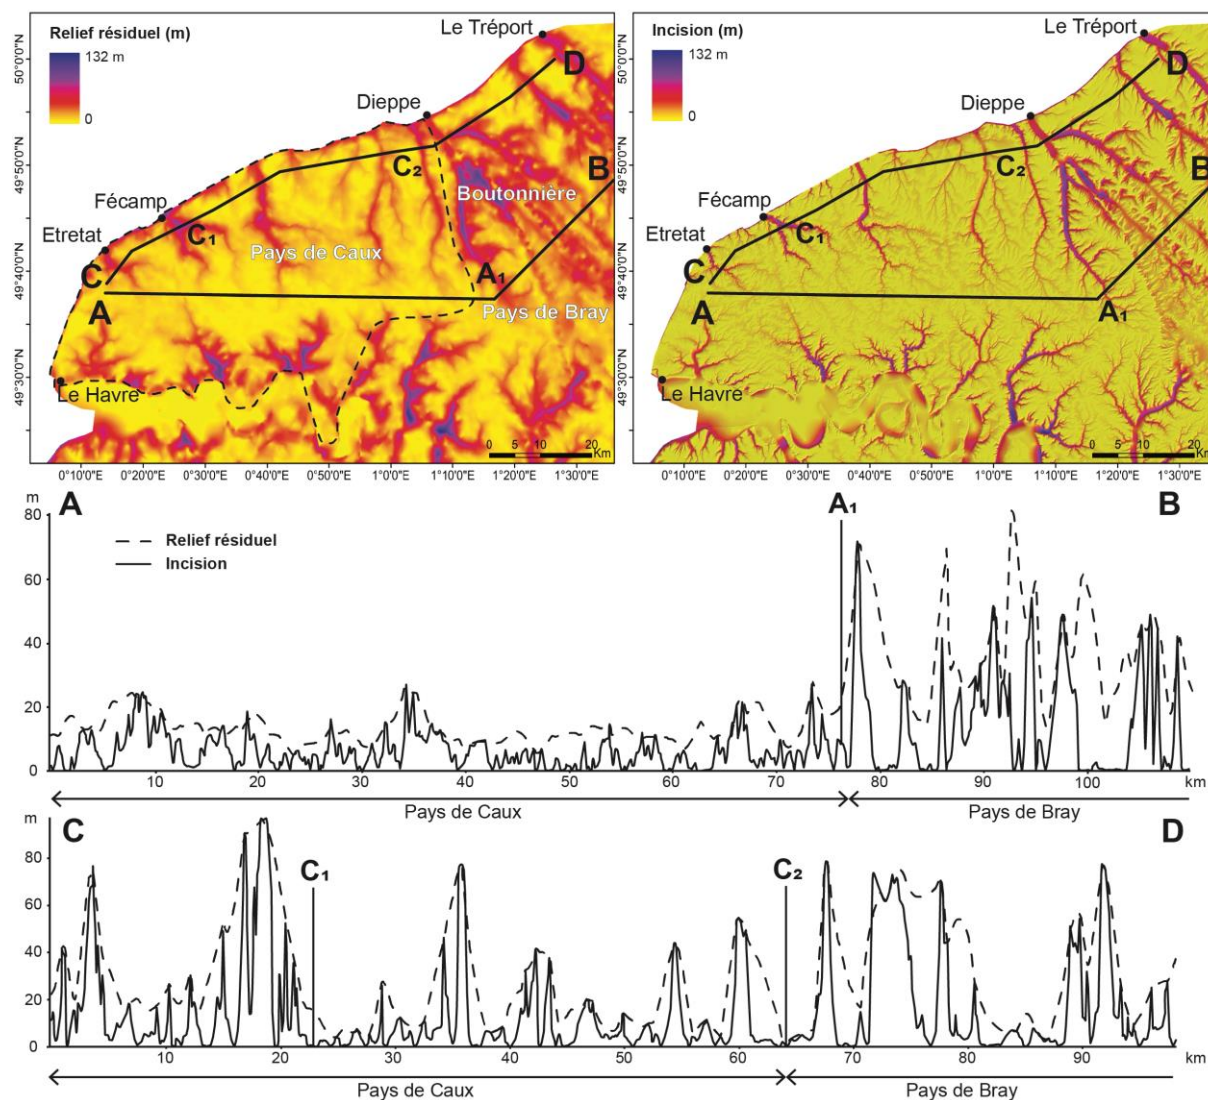 Relief résiduel (m)
132 m
0
Le Tréport
D
Dieppe
B
C2
Boutonnière
Fécamp
C1
Etretat
Pays de Caux
C
A1
A
Pays de Bray
Le Havre
0 5 10 20
Km
50°0'0"N
49°50'0"N
49°40'0"N
49°30'0"N
0°10'0"E 0°20'0"E 0°30'0"E 0°40'0"E 0°50'0"E 1°0'0"E 1°10'0"E 1°20'0"E 1°30'0"E
Incision (m)
132 m
0
Le Tréport
D
Dieppe
B
C2
Fécamp
C1
Etretat
C
A
A1
Le Havre
0 5 10 20
Km
50°0'0"N
49°50'0"N
49°40'0"N
49°30'0"N
0°10'0"E 0°20'0"E 0°30'0"E 0°40'0"E 0°50'0"E 1°0'0"E 1°10'0"E 1°20'0"E 1°30'0"E
m A A1 B
80
Relief résiduel
Incision
60
40
20
0
10 20 30 40 50 60 70 80 90 100 km
Pays de Caux Pays de Bray
m C D
80
C1 C2
60
40
20
0
10 20 30 40 50 60 70 80 90 km
Pays de Caux Pays de Bray